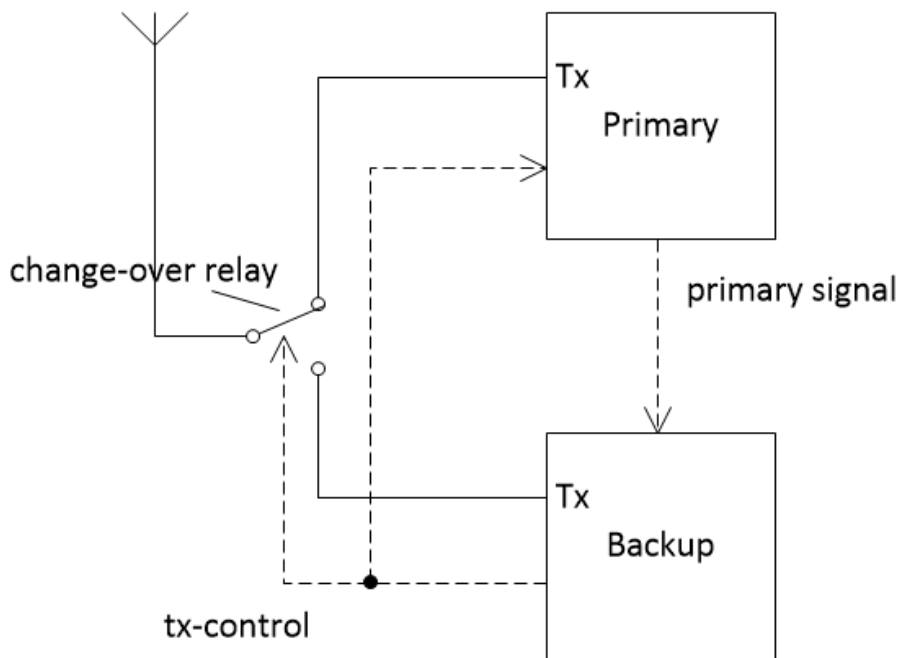 Tx
Primary
change-over relay
primary signal
Tx
Backup
tx-control